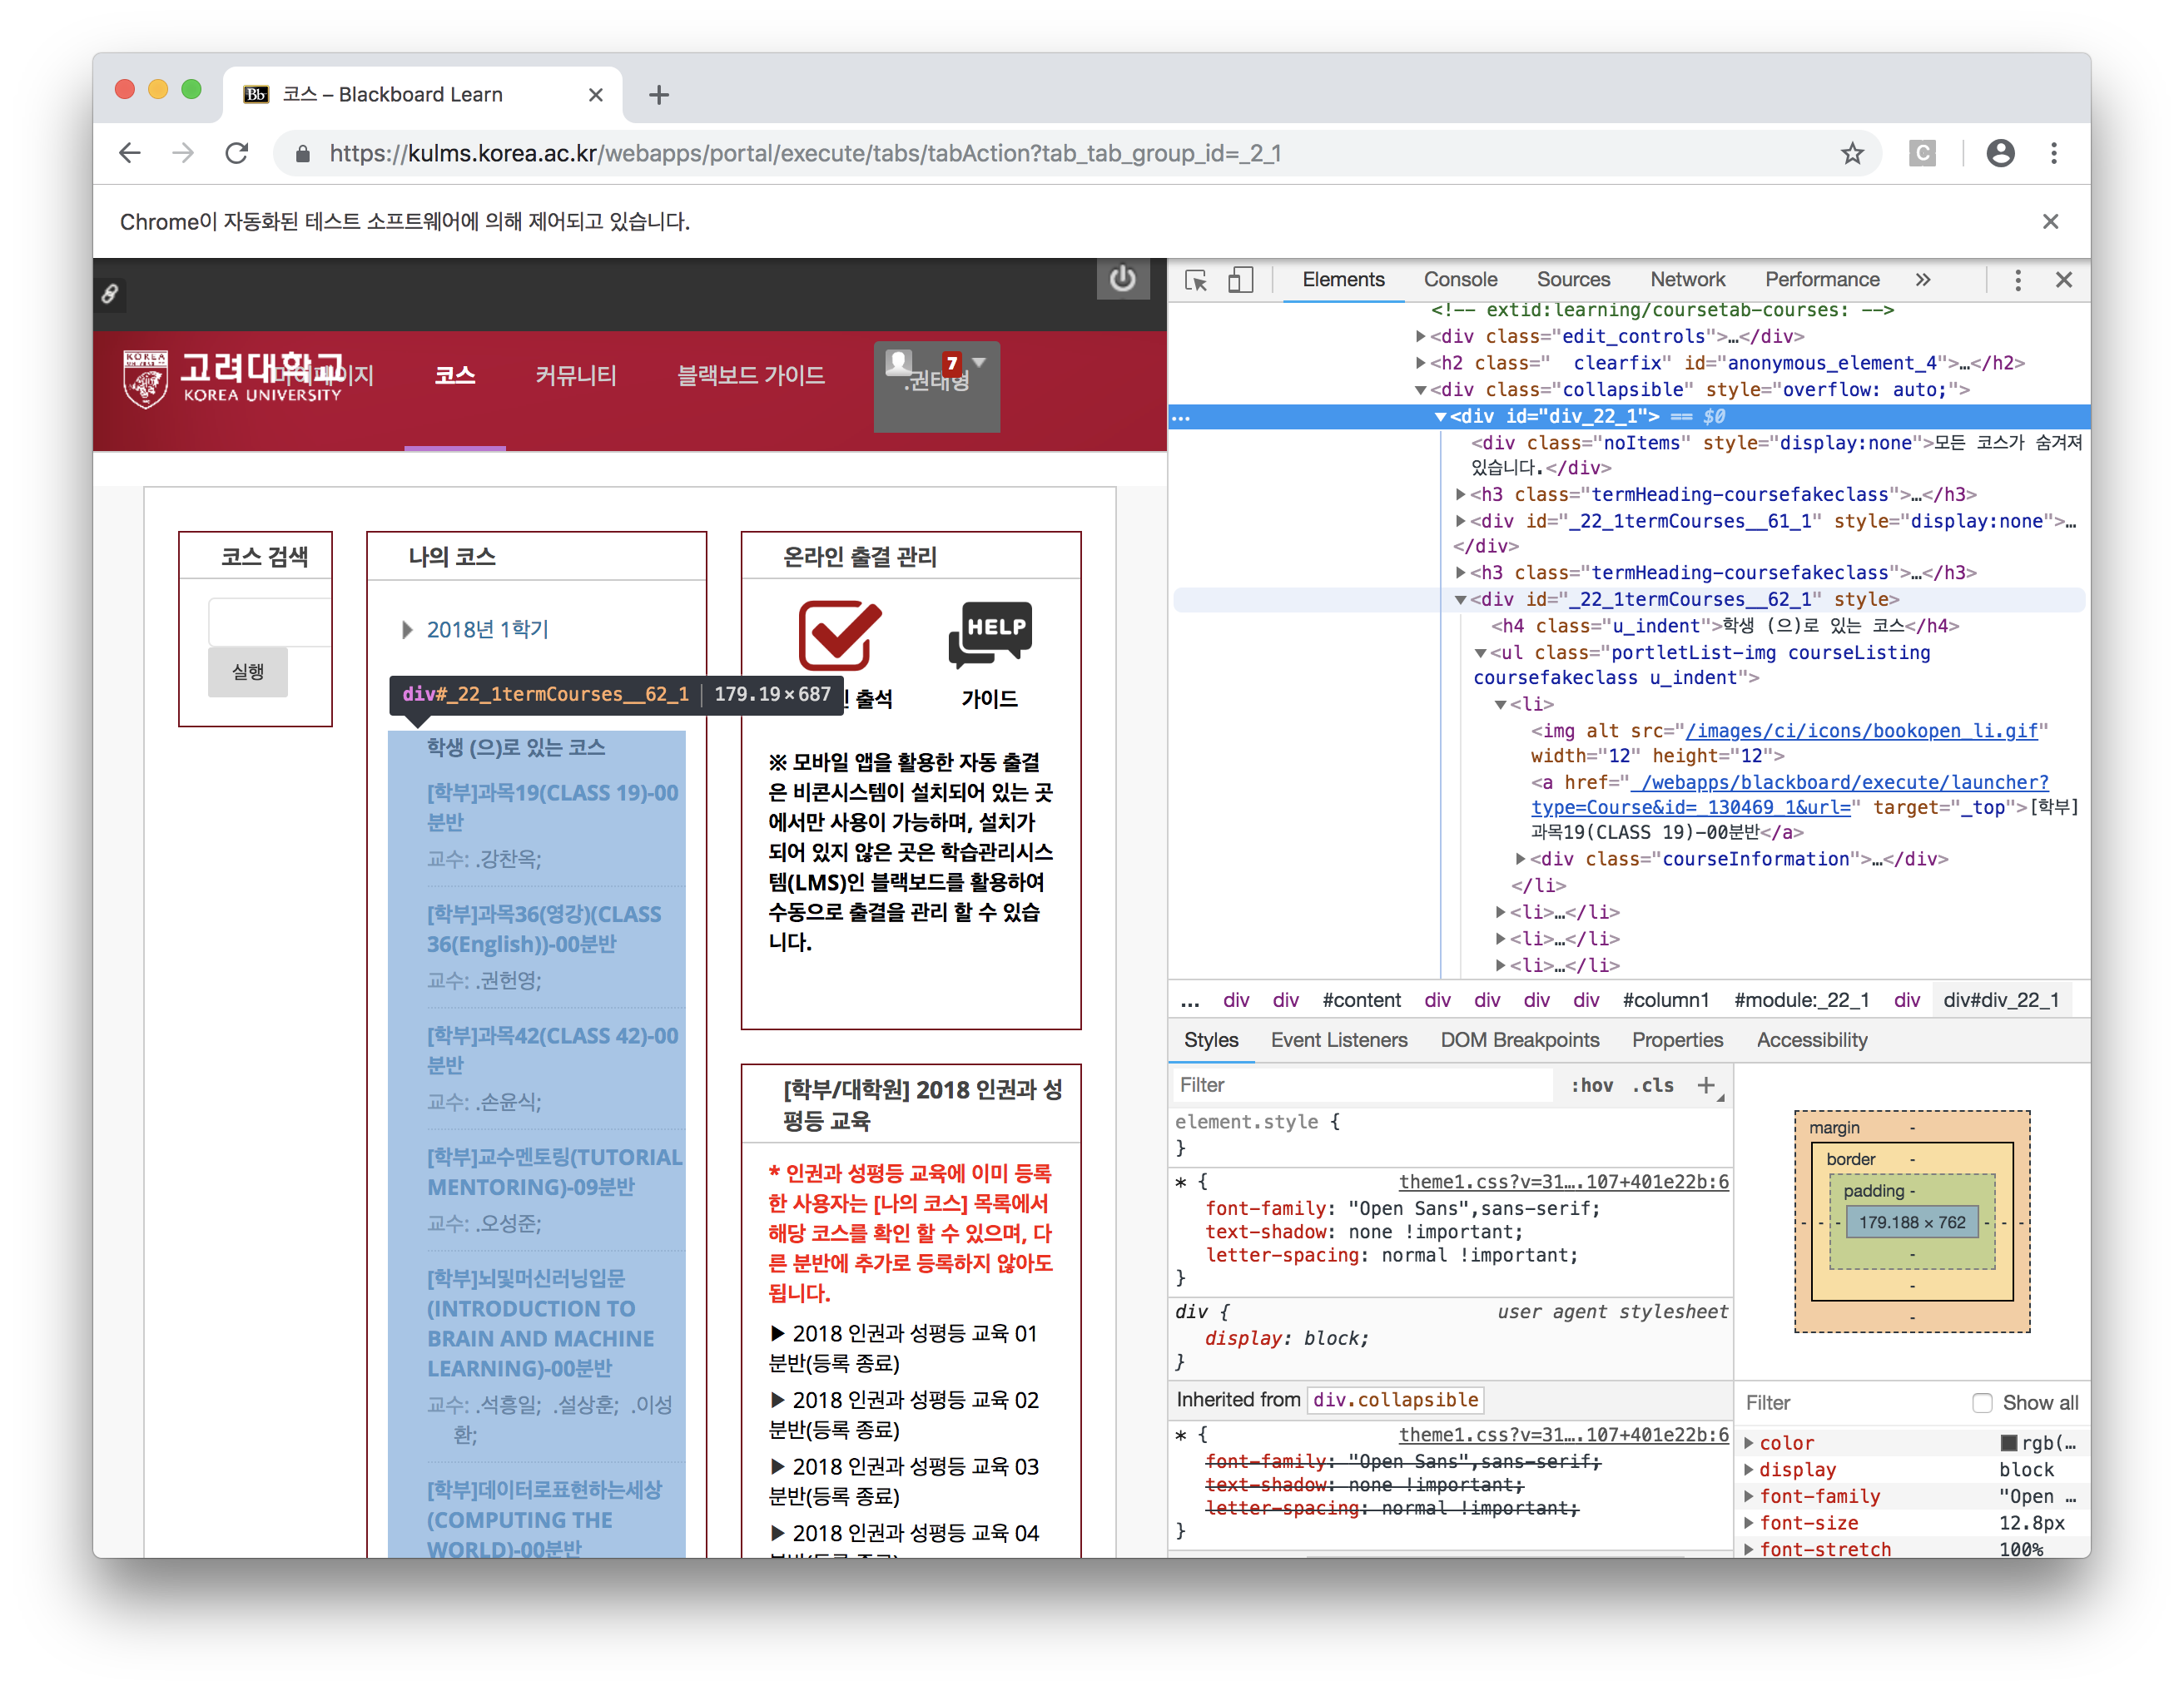 Bb 코스 – Blackboard Learn
https://kulms.korea.ac.kr/webapps/portal/execute/tabs/tabAction?tab_tab_group_id=_2_1
C
Chrome이 자동화된 테스트 소프트웨어에 의해 제어되고 있습니다.
KOREA
고려대학교
KOREA UNIVERSITY
코스
커뮤니티
블랙보드 가이드
7
.권태형
코스 검색
실행
나의 코스
2018년 1학기
div#_22_1termCourses__62_1 | 179.19×687
학생 (으)로 있는 코스
[학부]과목19(CLASS 19)-00
분반
교수: .강찬옥;
[학부]과목36(영강)(CLASS
36(English))-00분반
교수: .권헌영;
[학부]과목42(CLASS 42)-00
분반
교수: .손윤식;
[학부]교수멘토링(TUTORIAL
MENTORING)-09분반
교수: .오성준;
[학부]뇌및머신러닝입문
(INTRODUCTION TO
BRAIN AND MACHINE
LEARNING)-00분반
교수: .석흥일; .설상훈; .이성
환;
[학부]데이터로표현하는세상
(COMPUTING THE
WORLD)-00분반
온라인 출결 관리
HELP
출석
가이드
※ 모바일 앱을 활용한 자동 출결
은 비콘시스템이 설치되어 있는 곳
에서만 사용이 가능하며, 설치가
되어 있지 않은 곳은 학습관리시스
템(LMS)인 블랙보드를 활용하여
수동으로 출결을 관리 할 수 있습
니다.
[학부/대학원] 2018 인권과 성
평등 교육
* 인권과 성평등 교육에 이미 등록
한 사용자는 [나의 코스] 목록에서
해당 코스를 확인 할 수 있으며, 다
른 분반에 추가로 등록하지 않아도
됩니다.
▶ 2018 인권과 성평등 교육 01
분반(등록 종료)
▶ 2018 인권과 성평등 교육 02
분반(등록 종료)
▶ 2018 인권과 성평등 교육 03
분반(등록 종료)
▶ 2018 인권과 성평등 교육 04
Elements Console Sources Network Performance »
<!-- extid:learning/coursetab-courses: -->
▶<div class="edit_controls">…</div>
▶<h2 class="  clearfix" id="anonymous_element_4">…</h2>
▼<div class="collapsible" style="overflow: auto;">
… ▼<div id="div_22_1"> == $0
<div class="noItems" style="display:none">모든 코스가 숨겨져
있습니다.</div>
▶<h3 class="termHeading-coursefakeclass">…</h3>
▶<div id="_22_1termCourses__61_1" style="display:none">…
</div>
▶<h3 class="termHeading-coursefakeclass">…</h3>
▼<div id="_22_1termCourses__62_1" style>
<h4 class="u_indent">학생 (으)로 있는 코스</h4>
▼<ul class="portletList-img courseListing
coursefakeclass u_indent">
▼<li>
<img alt src="/images/ci/icons/bookopen_li.gif"
width="12" height="12">
<a href=" /webapps/blackboard/execute/launcher?
type=Course&id=_130469_1&url=" target="_top">[학부]
과목19(CLASS 19)-00분반</a>
▶<div class="courseInformation">…</div>
</li>
▶<li>…</li>
▶<li>…</li>
▶<li>…</li>
… div div #content div div div div #column1 #module:_22_1 div div#div_22_1
Styles Event Listeners DOM Breakpoints Properties Accessibility
Filter :hov .cls +
element.style {
}
* { theme1.css?v=31….107+401e22b:6
font-family: "Open Sans",sans-serif;
text-shadow: none !important;
letter-spacing: normal !important;
}
div { user agent stylesheet
display: block;
}
Inherited from div.collapsible
* { theme1.css?v=31….107+401e22b:6
font-family: "Open Sans",sans-serif;
text-shadow: none !important;
letter-spacing: normal !important;
}
margin -
border -
padding -
- - - 179.188 × 762 - - -
-
-
-
Filter Show all
▶ color rgb(…
▶ display block
▶ font-family "Open …
▶ font-size 12.8px
▶ font-stretch 100%